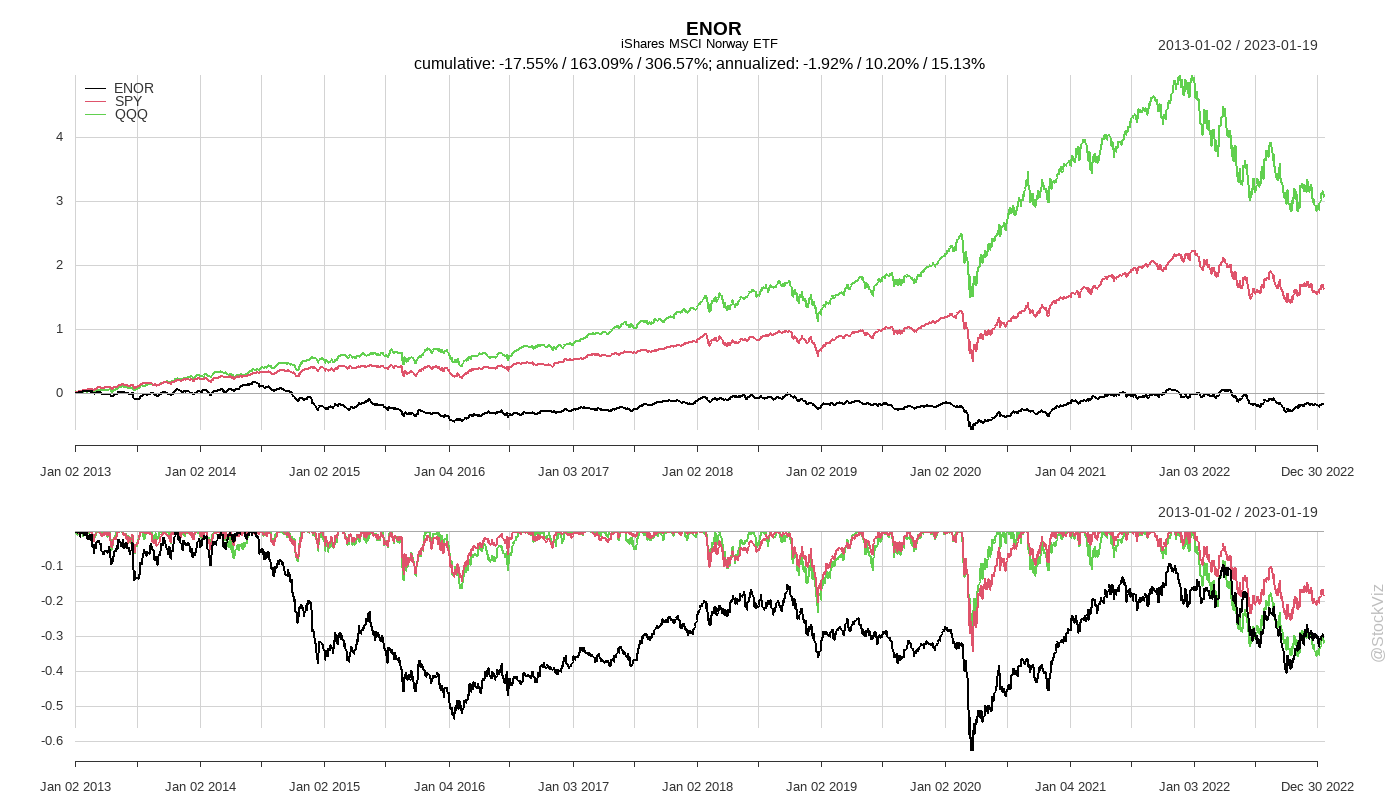 ENOR
iShares MSCI Norway ETF
2013-01-02 / 2023-01-19
cumulative: -17.55% / 163.09% / 306.57%; annualized: -1.92% / 10.20% / 15.13%
ENOR
SPY
QQQ
4
3
2
1
0
Jan 02 2013 Jan 02 2014 Jan 02 2015 Jan 04 2016 Jan 03 2017 Jan 02 2018 Jan 02 2019 Jan 02 2020 Jan 04 2021 Jan 03 2022 Dec 30 2022
2013-01-02 / 2023-01-19
-0.1
-0.2
-0.3
-0.4
-0.5
-0.6
Jan 02 2013 Jan 02 2014 Jan 02 2015 Jan 04 2016 Jan 03 2017 Jan 02 2018 Jan 02 2019 Jan 02 2020 Jan 04 2021 Jan 03 2022 Dec 30 2022
@StockViz